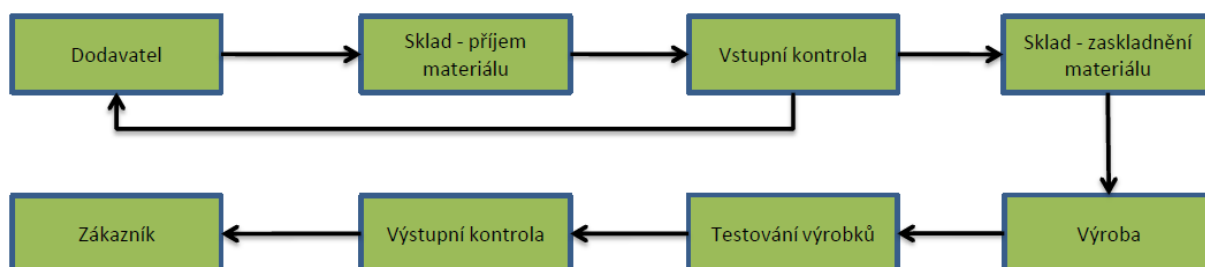 Dodavatel
Sklad - příjem
materiálu
Vstupní kontrola
Sklad - zaskladnění
materiálu
Zákazník
Výstupní kontrola
Testování výrobků
Výroba